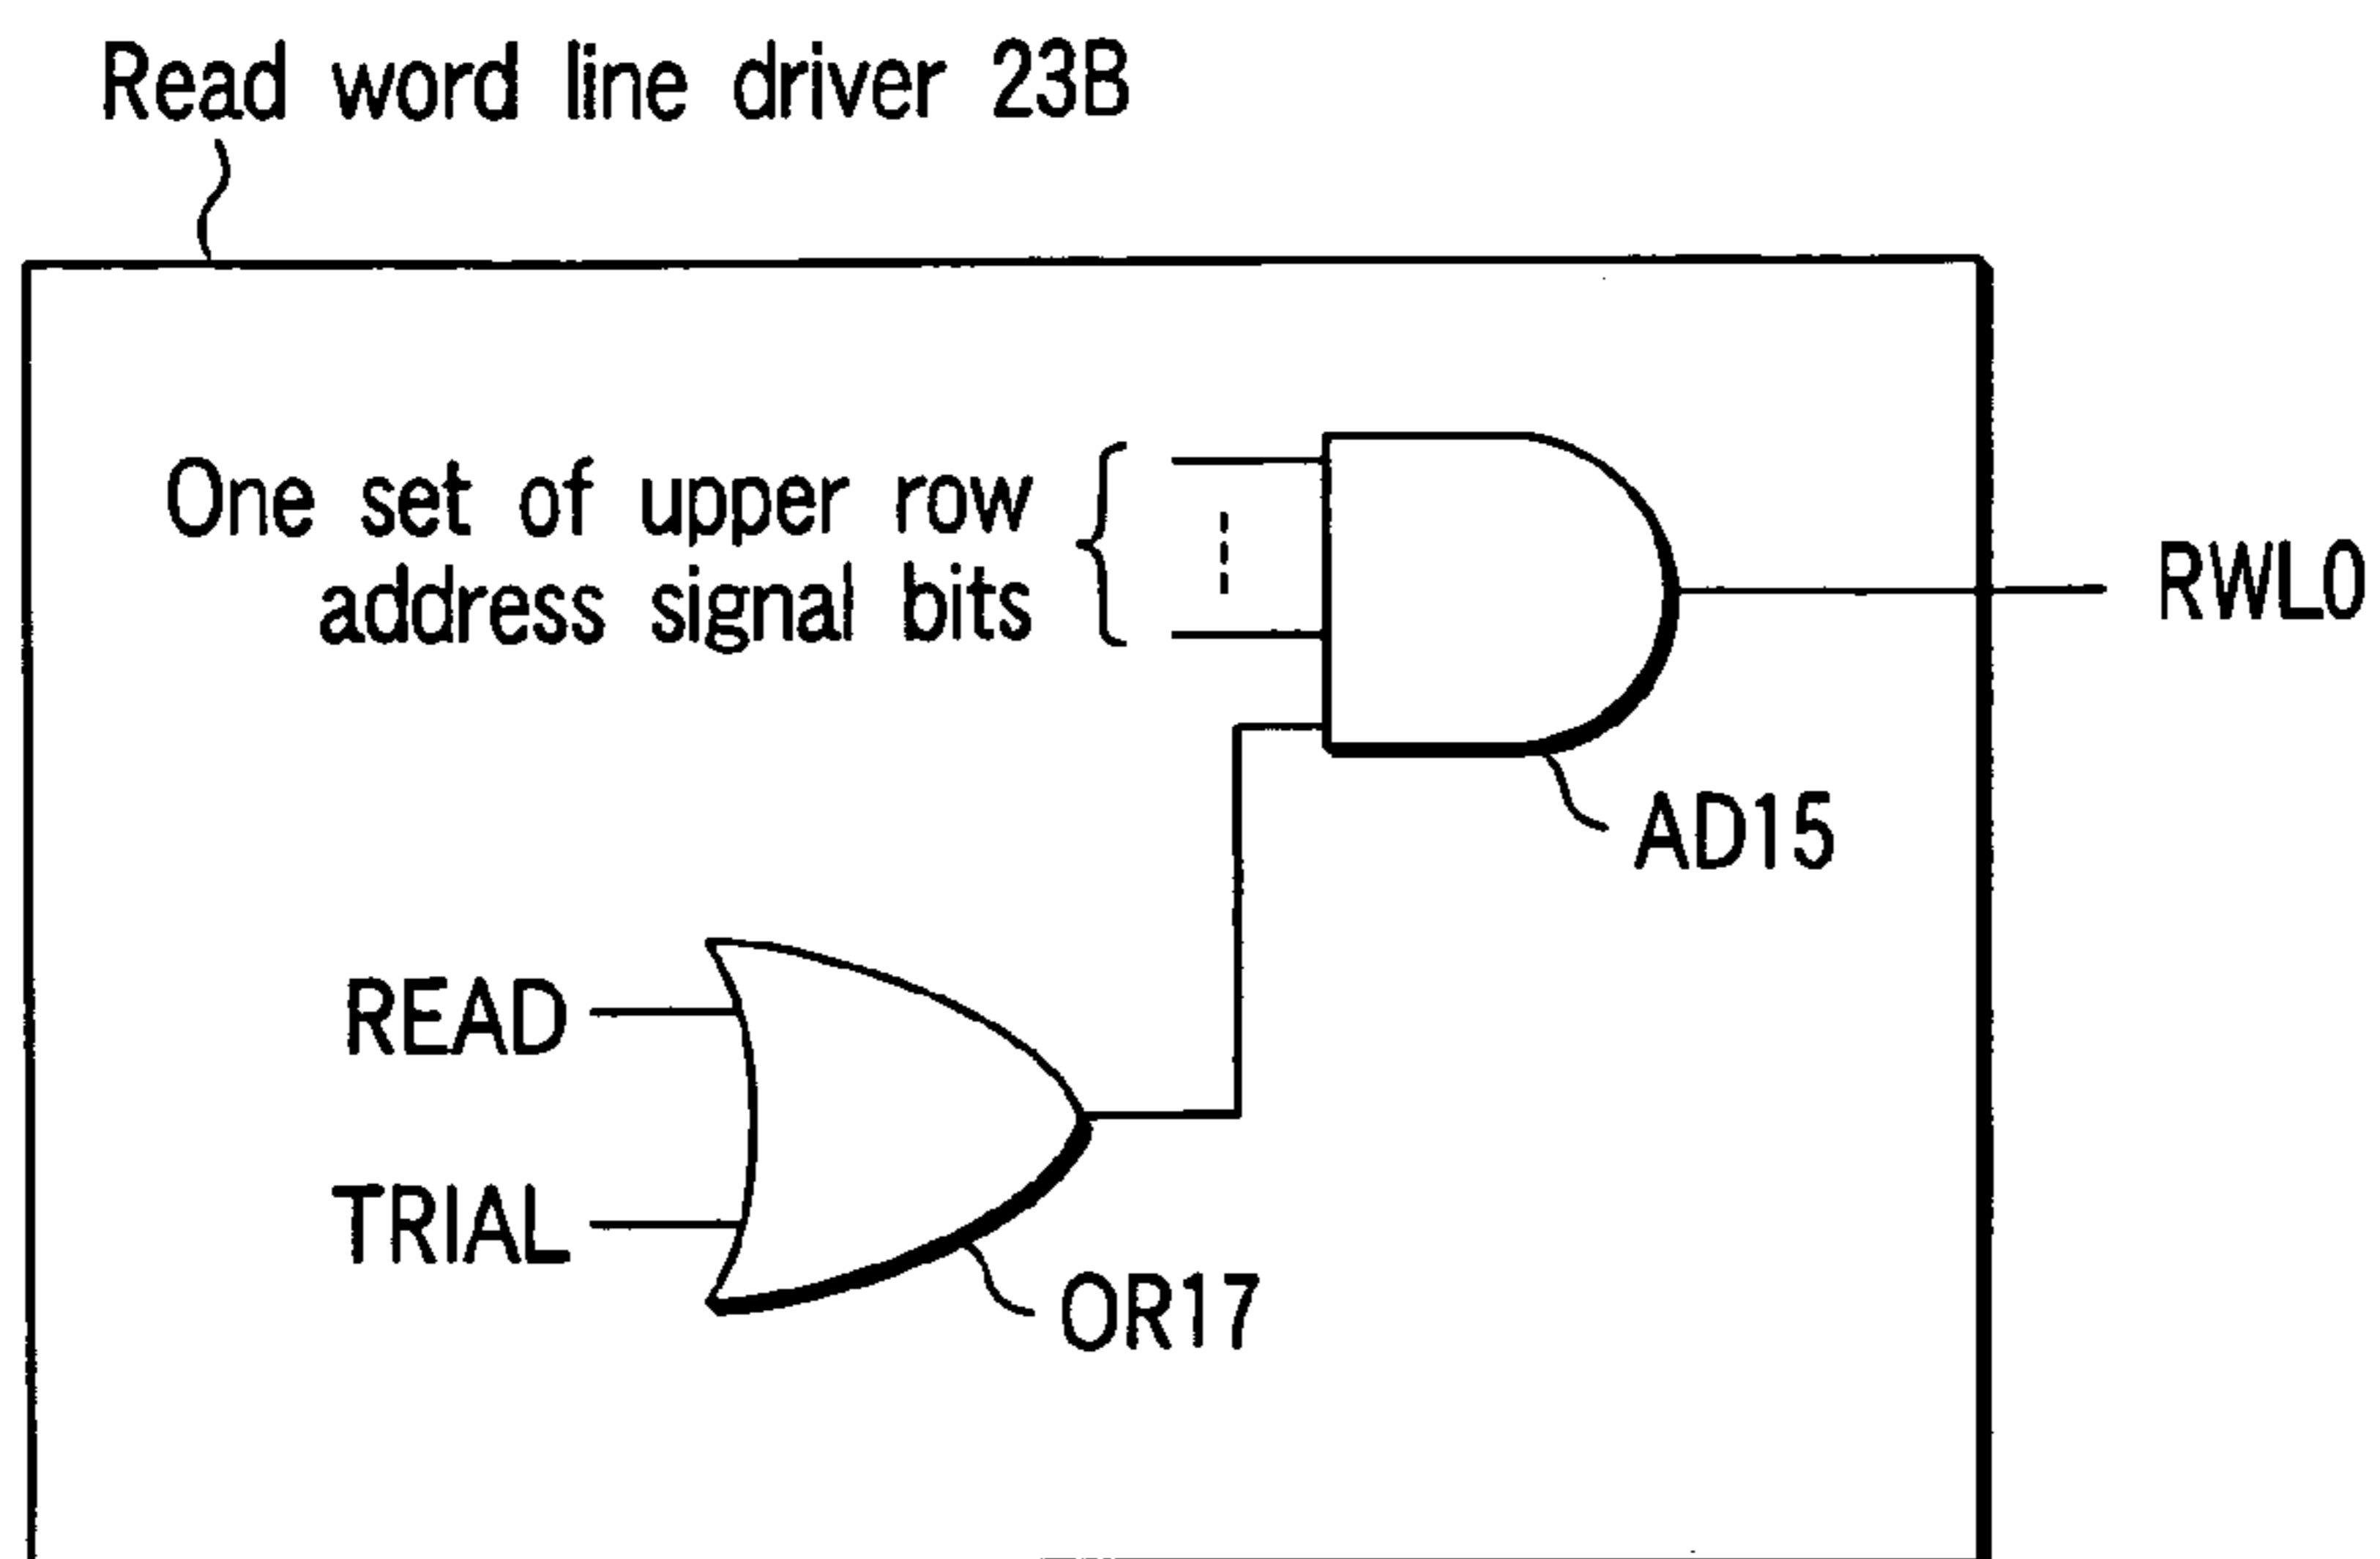 Read word line driver 23B
One set of upper row
address signal bits
RWL0
AD15
READ
TRIAL
OR17